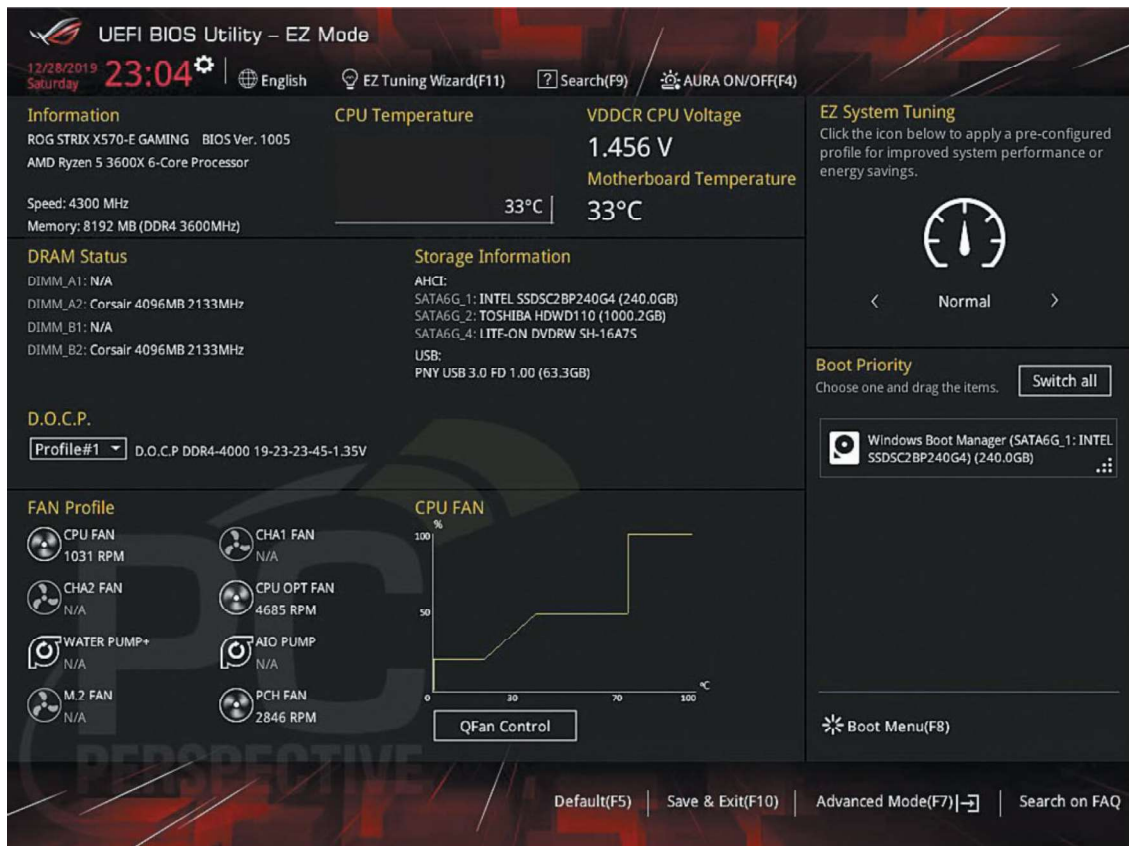 UEFI BIOS Utility – EZ Mode
12/28/2019
Saturday
23:04
English
EZ Tuning Wizard(F11)
? Search(F9)
AURA ON/OFF(F4)
Information
ROG STRIX X570-E GAMING BIOS Ver. 1005
AMD Ryzen 5 3600X 6-Core Processor
Speed: 4300 MHz
Memory: 8192 MB (DDR4 3600MHz)
CPU Temperature
33°C
VDDCR CPU Voltage
1.456 V
Motherboard Temperature
33°C
EZ System Tuning
Click the icon below to apply a pre-configured
profile for improved system performance or
energy savings.
< Normal >
DRAM Status
DIMM_A1: N/A
DIMM_A2: Corsair 4096MB 2133MHz
DIMM_B1: N/A
DIMM_B2: Corsair 4096MB 2133MHz
Storage Information
AHCI:
SATA6G_1: INTEL SSDSC2BP240G4 (240.0GB)
SATA6G_2: TOSHIBA HDWD110 (1000.2GB)
SATA6G_4: LITE-ON DVDRW SH-16A7S
USB:
PNY USB 3.0 FD 1.00 (63.3GB)
D.O.C.P.
Profile#1
D.O.C.P DDR4-4000 19-23-23-45-1.35V
Boot Priority
Choose one and drag the items.
Switch all
Windows Boot Manager (SATA6G_1: INTEL
SSDSC2BP240G4) (240.0GB)
FAN Profile
CPU FAN
1031 RPM
CHA1 FAN
N/A
CHA2 FAN
N/A
CPU OPT FAN
4685 RPM
WATER PUMP+
N/A
AIO PUMP
N/A
M.2 FAN
N/A
PCH FAN
2846 RPM
CPU FAN
%
100
50
0 30 70 100
°C
QFan Control
Boot Menu(F8)
PC
PERSPECTIVE
Default(F5)
Save & Exit(F10)
Advanced Mode(F7)
Search on FAQ